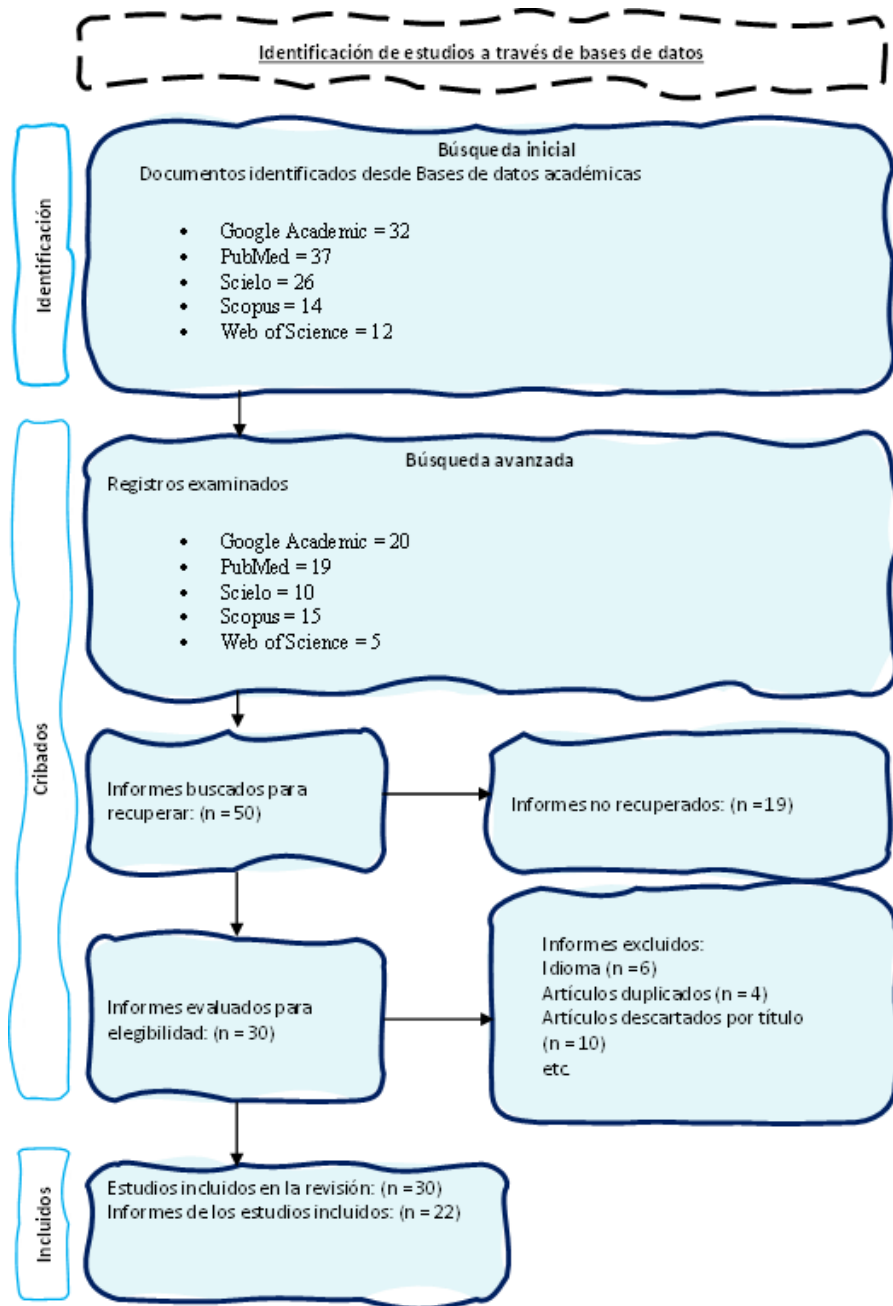 Identificación de estudios a través de bases de datos
Identificación
Búsqueda inicial
Documentos identificados desde Bases de datos académicas
• Google Academic = 32
• PubMed = 37
• Scielo = 26
• Scopus = 14
• Web of Science = 12
Cribados
Búsqueda avanzada
Registros examinados
• Google Academic = 20
• PubMed = 19
• Scielo = 10
• Scopus = 15
• Web of Science = 5
Informes buscados para
recuperar: (n = 50)
Informes no recuperados: (n = 19)
Informes evaluados para
elegibilidad: (n = 30)
Informes excluidos:
Idioma (n = 6)
Artículos duplicados (n = 4)
Artículos descartados por título
(n = 10)
etc.
Incluidos
Estudios incluidos en la revisión: (n = 30)
Informes de los estudios incluidos: (n = 22)